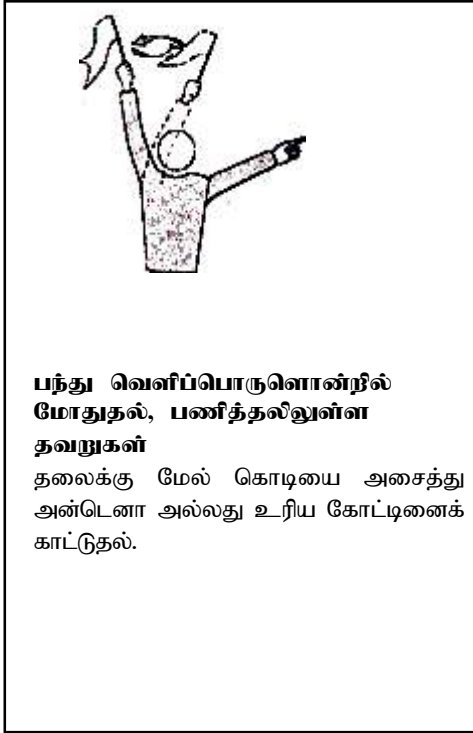 பந்து வெளிப்பொருளொன்றில்
மோதுதல், பணித்தலிலுள்ள
தவறுகள்
தலைக்கு மேல் கொடியை அசைத்து
அன்டெனா அல்லது உரிய கோட்டினைக்
காட்டுதல்.